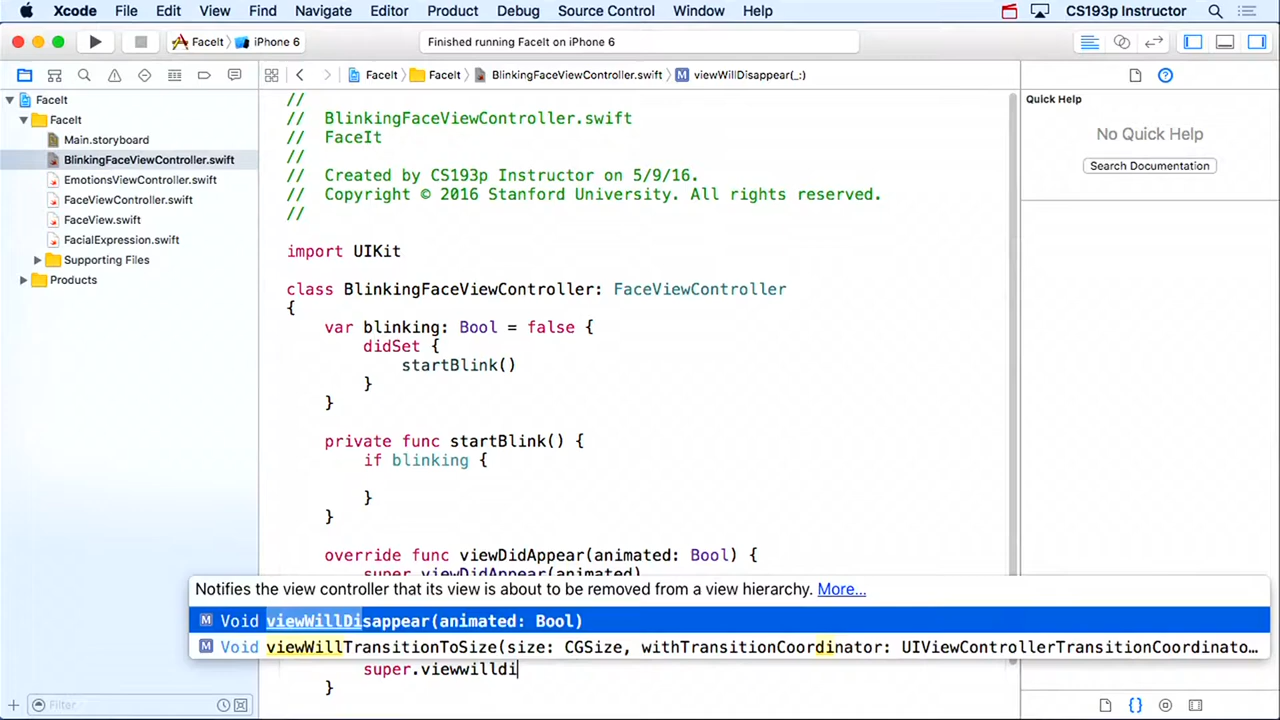 Xcode File Edit View Find Navigate Editor Product Debug Source Control Window Help CS193p Instructor
FaceIt iPhone 6 Finished running FaceIt on iPhone 6
FaceIt FaceIt BlinkingFaceViewController.swift M viewWillDisappear(_:)
FaceIt
FaceIt
Main.storyboard
BlinkingFaceViewController.swift
EmotionsViewController.swift
FaceViewController.swift
FaceView.swift
FacialExpression.swift
Supporting Files
Products
Filter
//
// BlinkingFaceViewController.swift
// FaceIt
//
// Created by CS193p Instructor on 5/9/16.
// Copyright © 2016 Stanford University. All rights reserved.
//
import UIKit
class BlinkingFaceViewController: FaceViewController
{
var blinking: Bool = false {
didSet {
startBlink()
}
}
private func startBlink() {
if blinking {
}
}
override func viewDidAppear(animated: Bool) {
super.viewDidAppear(animated)
Notifies the view controller that its view is about to be removed from a view hierarchy. More...
M Void viewWillDisappear(animated: Bool)
M Void viewWillTransitionToSize(size: CGSize, withTransitionCoordinator: UIViewControllerTransitionCoordinato...
super.viewwilldi
}
Quick Help
No Quick Help
Search Documentation